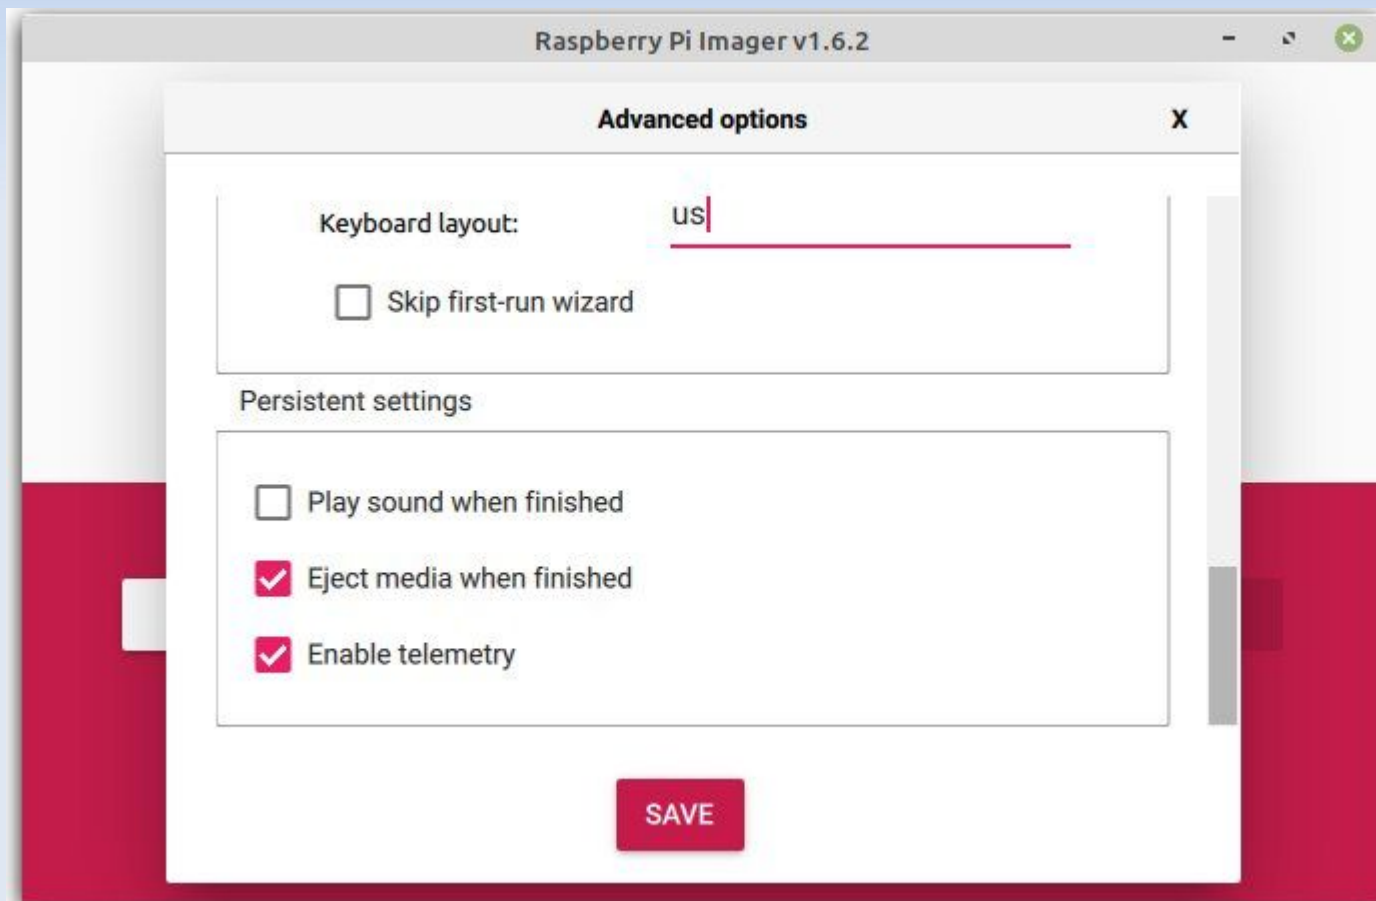 Raspberry Pi Imager v1.6.2
Advanced options X
Keyboard layout: us
Skip first-run wizard
Persistent settings
Play sound when finished
Eject media when finished
Enable telemetry
SAVE